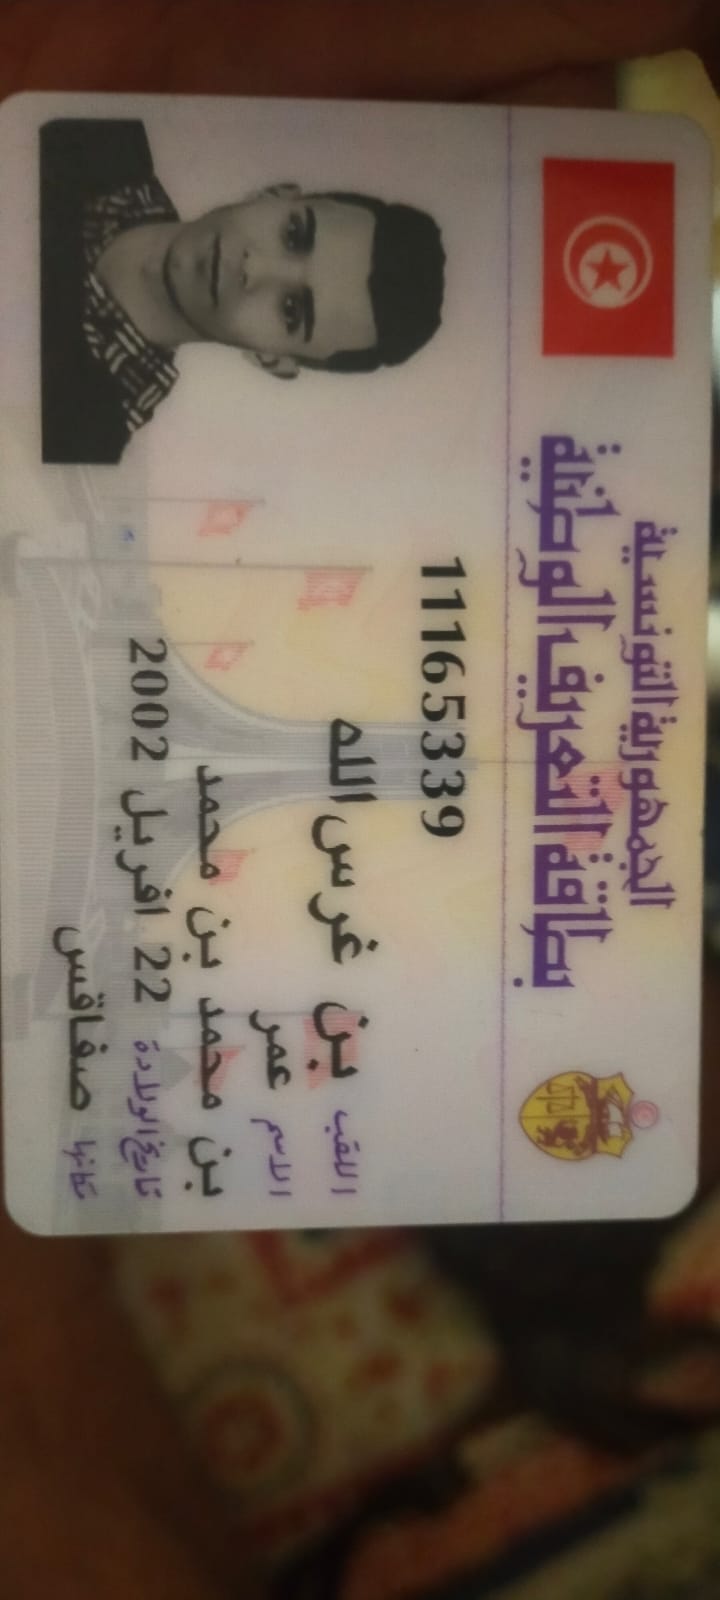 الجمهورية التونسية
بطاقة التعريف الوطنية
11165339
اللقب بن غرس الله
الاسم عمر
بن محمد بن محمد
تاريخ الولادة 22 افريل 2002
مكانها صفاقس